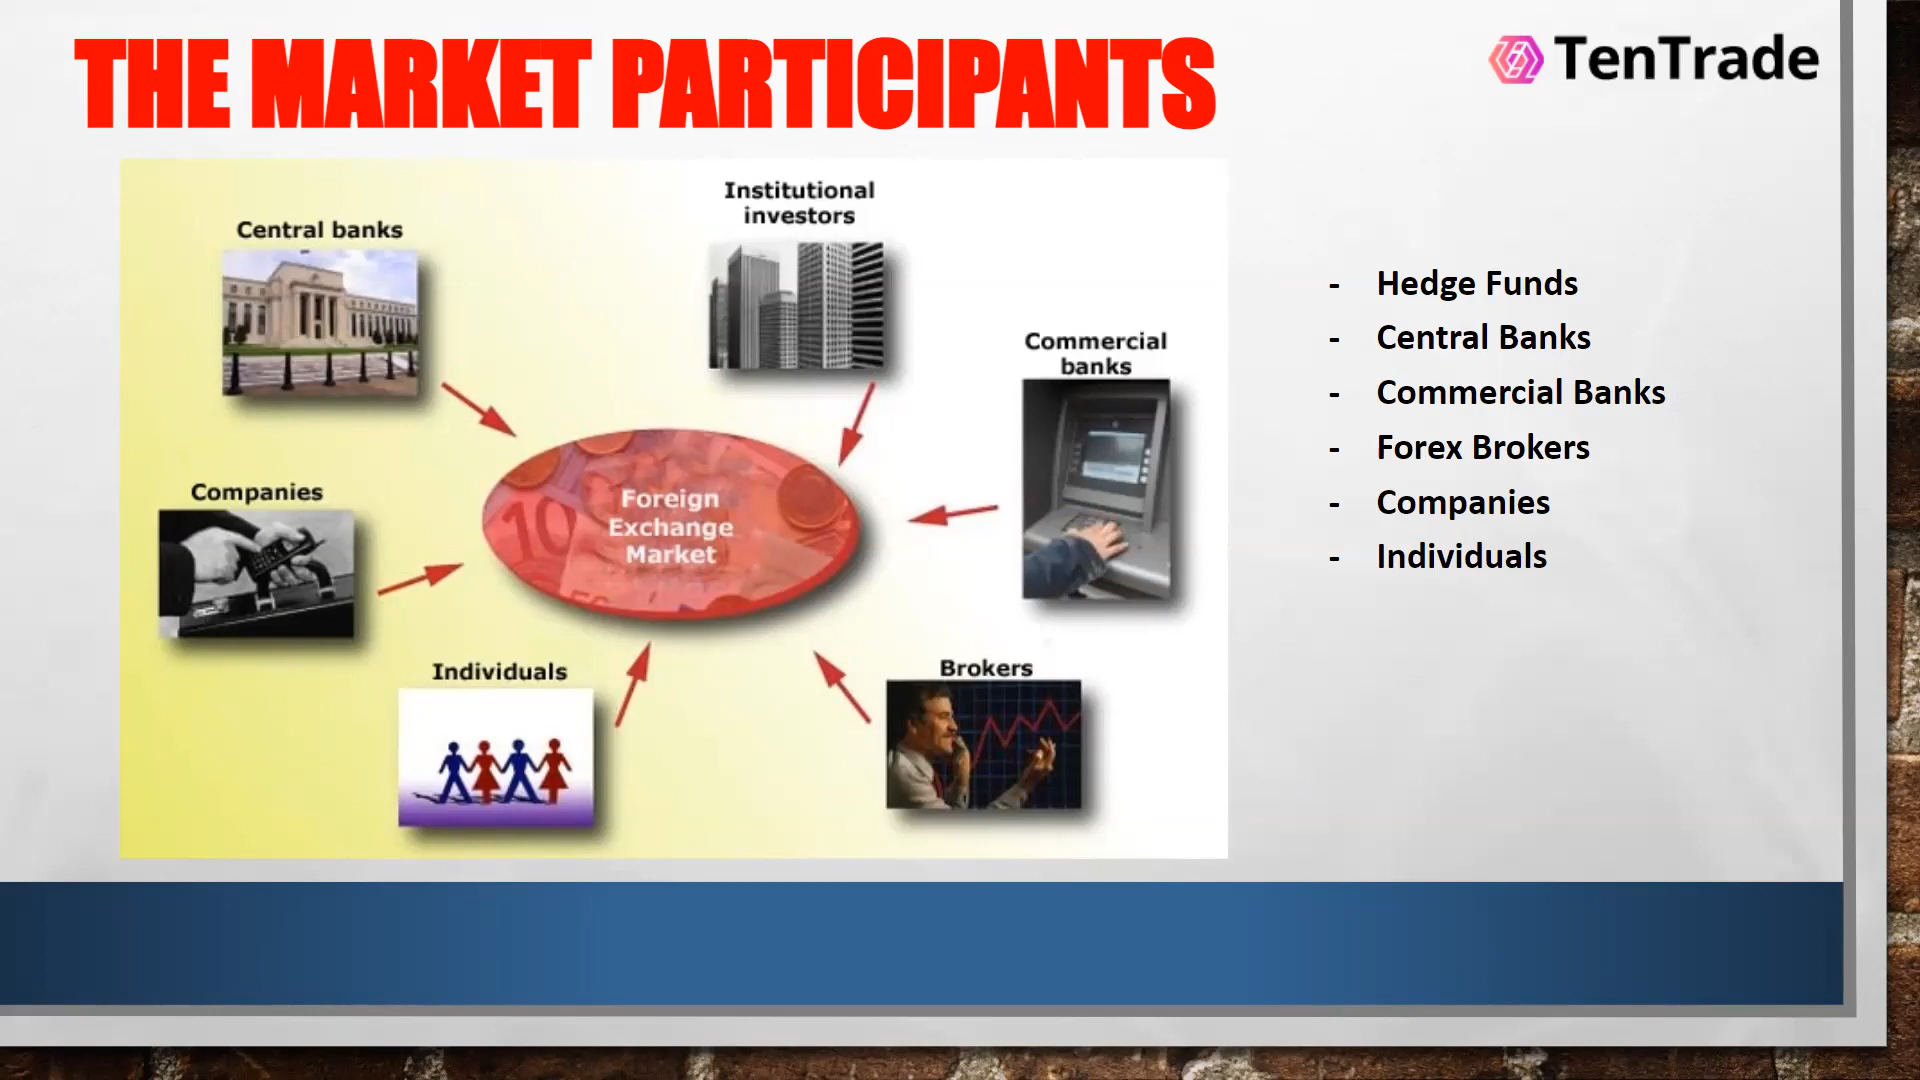 THE MARKET PARTICIPANTS
TenTrade
Institutional
investors
Central banks
Commercial
banks
Companies
Foreign
Exchange
Market
10
Individuals
Brokers
- Hedge Funds
- Central Banks
- Commercial Banks
- Forex Brokers
- Companies
- Individuals